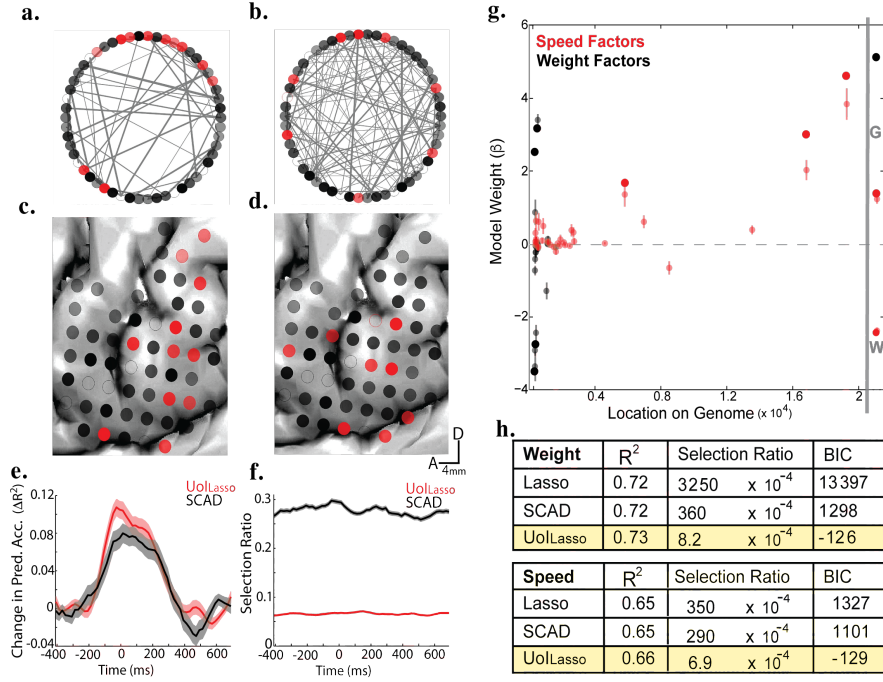 a.
b.
c.
d.
D
A
4mm
e.
UoILasso
SCAD
Change in Pred. Acc. (ΔR²)
0.12
0.08
0.04
0
-0.04
-400 -200 0 200 400 600
Time (ms)
f.
UoILasso
SCAD
Selection Ratio
0.3
0.2
0.1
0
-400 -200 0 200 400 600
Time (ms)
g.
Speed Factors
Weight Factors
Model Weight (β)
6
4
2
0
−2
−4
0.4 0.8 1.2 1.6 2
Location on Genome (x 10⁴)
G
W
h.
Weight R² Selection Ratio BIC
Lasso 0.72 3250 x 10⁻⁴ 13397
SCAD 0.72 360 x 10⁻⁴ 1298
UoILasso 0.73 8.2 x 10⁻⁴ -126
Speed R² Selection Ratio BIC
Lasso 0.65 350 x 10⁻⁴ 1327
SCAD 0.65 290 x 10⁻⁴ 1101
UoILasso 0.66 6.9 x 10⁻⁴ -129